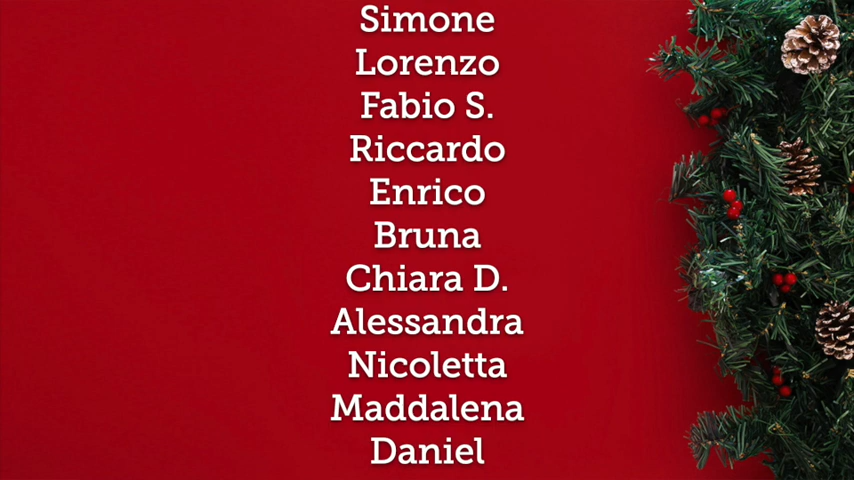 Simone
Lorenzo
Fabio S.
Riccardo
Enrico
Bruna
Chiara D.
Alessandra
Nicoletta
Maddalena
Daniel